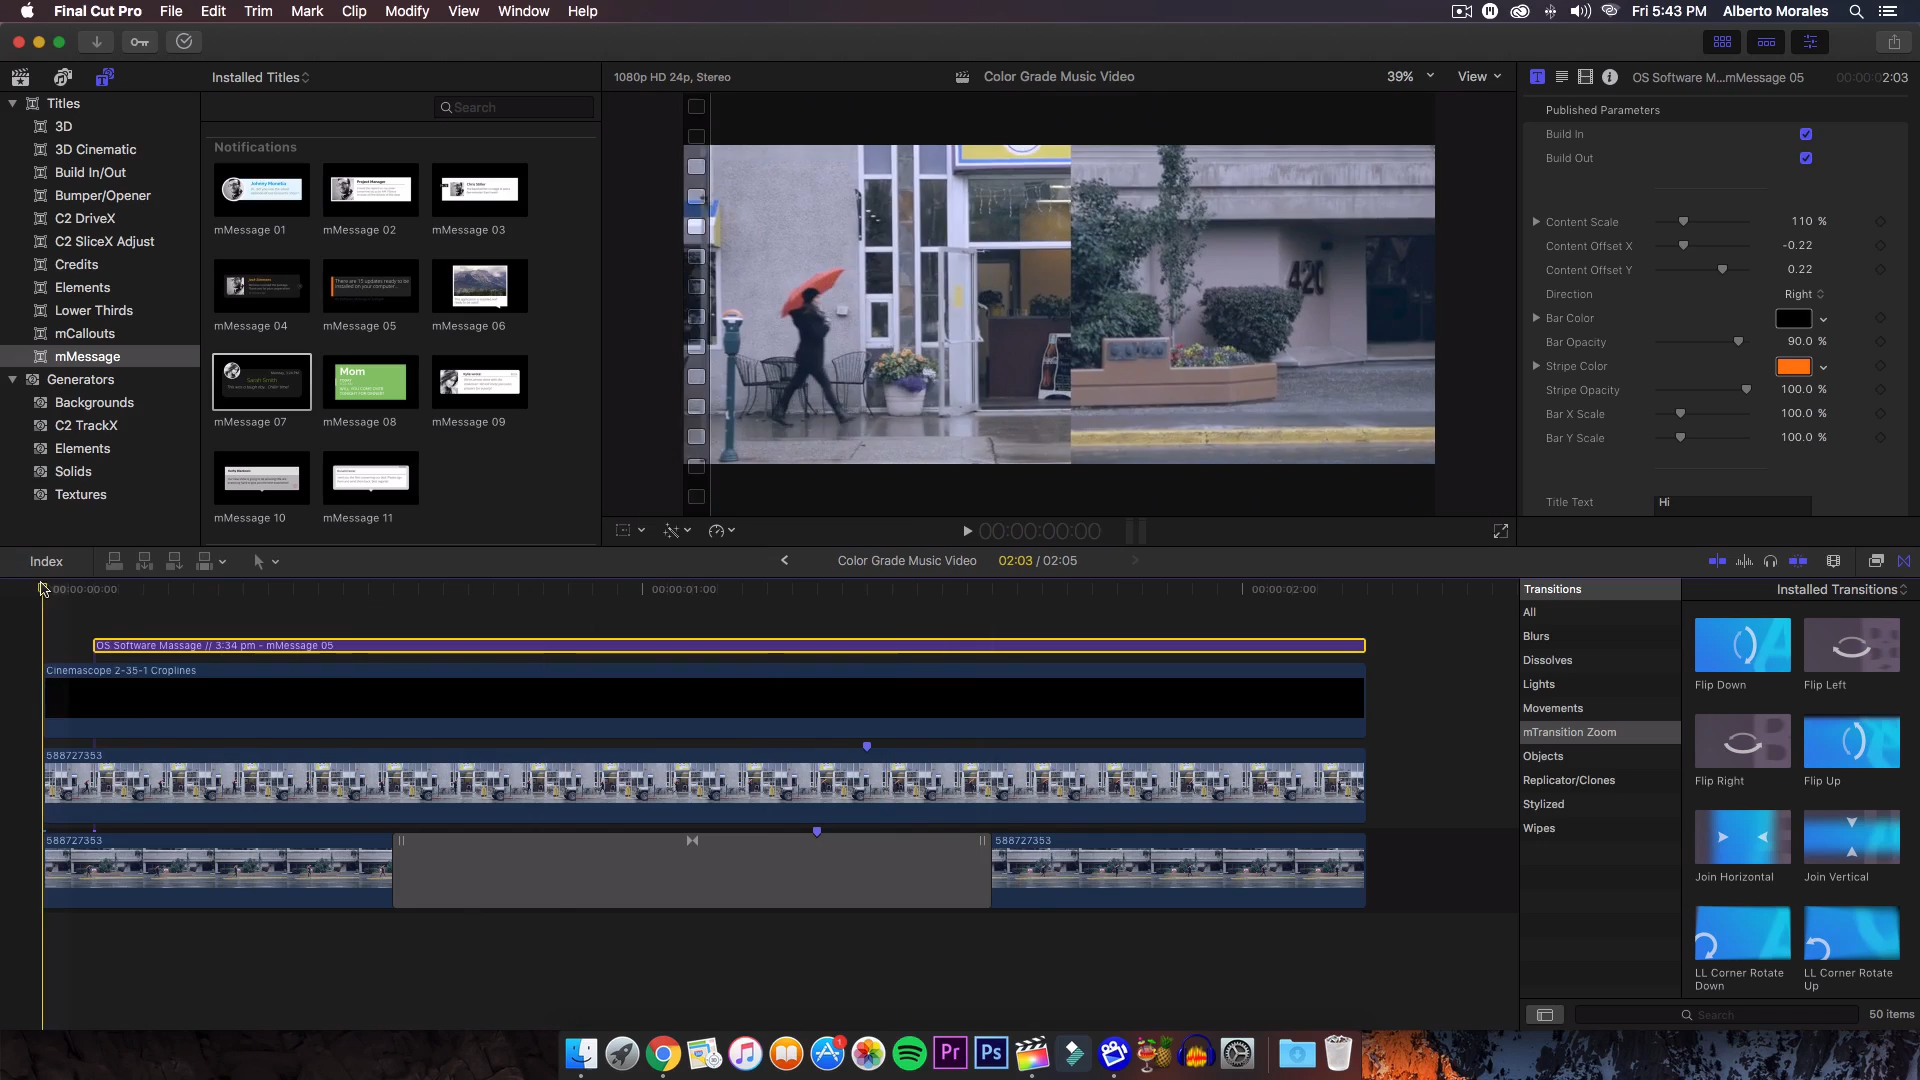 Final Cut Pro File Edit Trim Mark Clip Modify View Window Help
Fri 5:43 PM Alberto Morales
Installed Titles
1080p HD 24p, Stereo
Color Grade Music Video
39%
View
OS Software M...mMessage 05
00:00:02:03
Titles
3D
3D Cinematic
Build In/Out
Bumper/Opener
C2 DriveX
C2 SliceX Adjust
Credits
Elements
Lower Thirds
mCallouts
mMessage
Generators
Backgrounds
C2 TrackX
Elements
Solids
Textures
Search
Notifications
mMessage 01
mMessage 02
mMessage 03
mMessage 04
mMessage 05
mMessage 06
mMessage 07
Mom
mMessage 08
mMessage 09
mMessage 10
mMessage 11
420
Published Parameters
Build In
Build Out
Content Scale 110 %
Content Offset X -0.22
Content Offset Y 0.22
Direction Right
Bar Color
Bar Opacity 90.0 %
Stripe Color
Stripe Opacity 100.0 %
Bar X Scale 100.0 %
Bar Y Scale 100.0 %
Title Text Hi
00:00:00:00
Index
Color Grade Music Video
02:03 / 02:05
00:00:00:00
00:00:01:00
00:00:02:00
OS Software Massage // 3:34 pm - mMessage 05
Cinemascope 2-35-1 Croplines
588727353
588727353
588727353
Transitions
All
Blurs
Dissolves
Lights
Movements
mTransition Zoom
Objects
Replicator/Clones
Stylized
Wipes
Installed Transitions
Flip Down
Flip Left
Flip Right
Flip Up
Join Horizontal
Join Vertical
LL Corner Rotate
Down
LL Corner Rotate
Up
Search
50 items
Pr
Ps